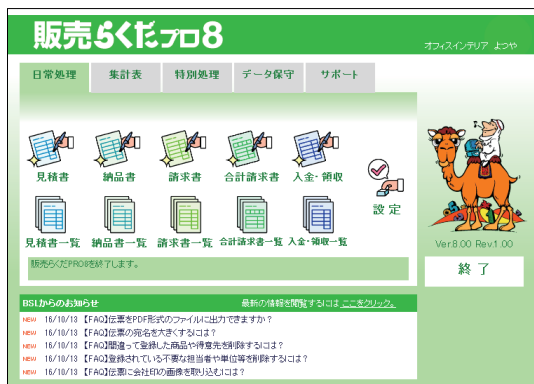 販売らくだプロ8
オフィスインテリア よつや
日常処理 集計表 特別処理 データ保守 サポート
見積書 納品書 請求書 合計請求書 入金・領収
設定
見積書一覧 納品書一覧 請求書一覧 合計請求書一覧 入金・領収一覧
Ver.8.00 Rev.1.00
販売らくだPRO8を終了します。
終了
BSLからのお知らせ 最新の情報を閲覧するには ここをクリック。
NEW 16/10/13 【FAQ】伝票をPDF形式のファイルに出力できますか？
NEW 16/10/13 【FAQ】伝票の宛名を大きくするには？
NEW 16/10/13 【FAQ】間違って登録した商品や得意先を削除するには？
NEW 16/10/13 【FAQ】登録されている不要な担当者や単位等を削除するには？
NEW 16/10/13 【FAQ】伝票に会社印の画像を取り込むには？